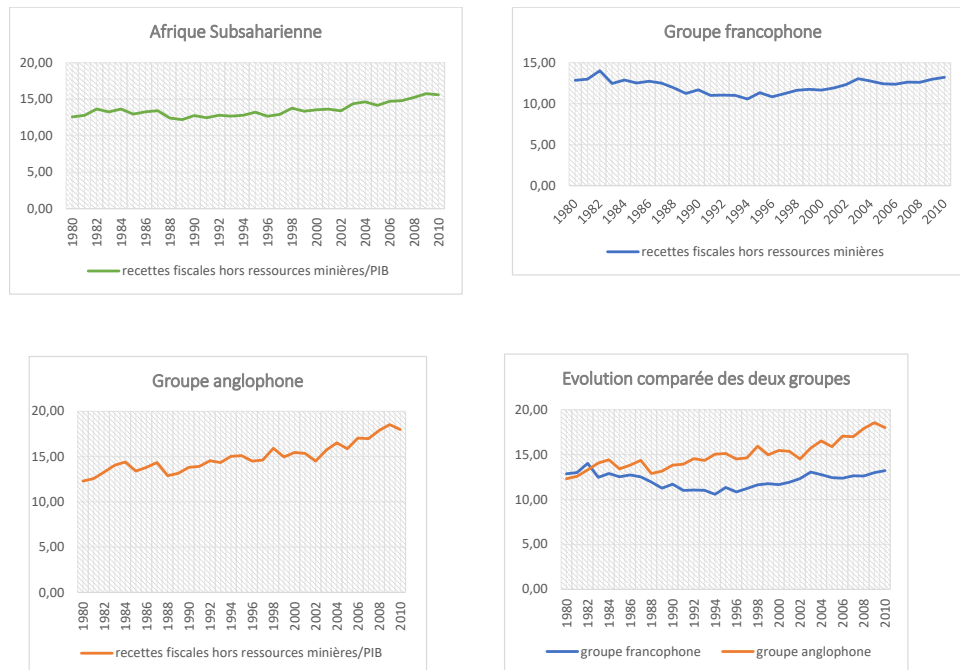 Afrique Subsaharienne
20,00
15,00
10,00
5,00
0,00
1980 1982 1984 1986 1988 1990 1992 1994 1996 1998 2000 2002 2004 2006 2008 2010
recettes fiscales hors ressources minières/PIB
Groupe francophone
15,00
10,00
5,00
0,00
1980 1982 1984 1986 1988 1990 1992 1994 1996 1998 2000 2002 2004 2006 2008 2010
recettes fiscales hors ressources minières
Groupe anglophone
20,00
15,00
10,00
5,00
0,00
1980 1982 1984 1986 1988 1990 1992 1994 1996 1998 2000 2002 2004 2006 2008 2010
recettes fiscales hors ressources minières/PIB
Evolution comparée des deux groupes
20,00
15,00
10,00
5,00
0,00
1980 1982 1984 1986 1988 1990 1992 1994 1996 1998 2000 2002 2004 2006 2008 2010
groupe francophone groupe anglophone